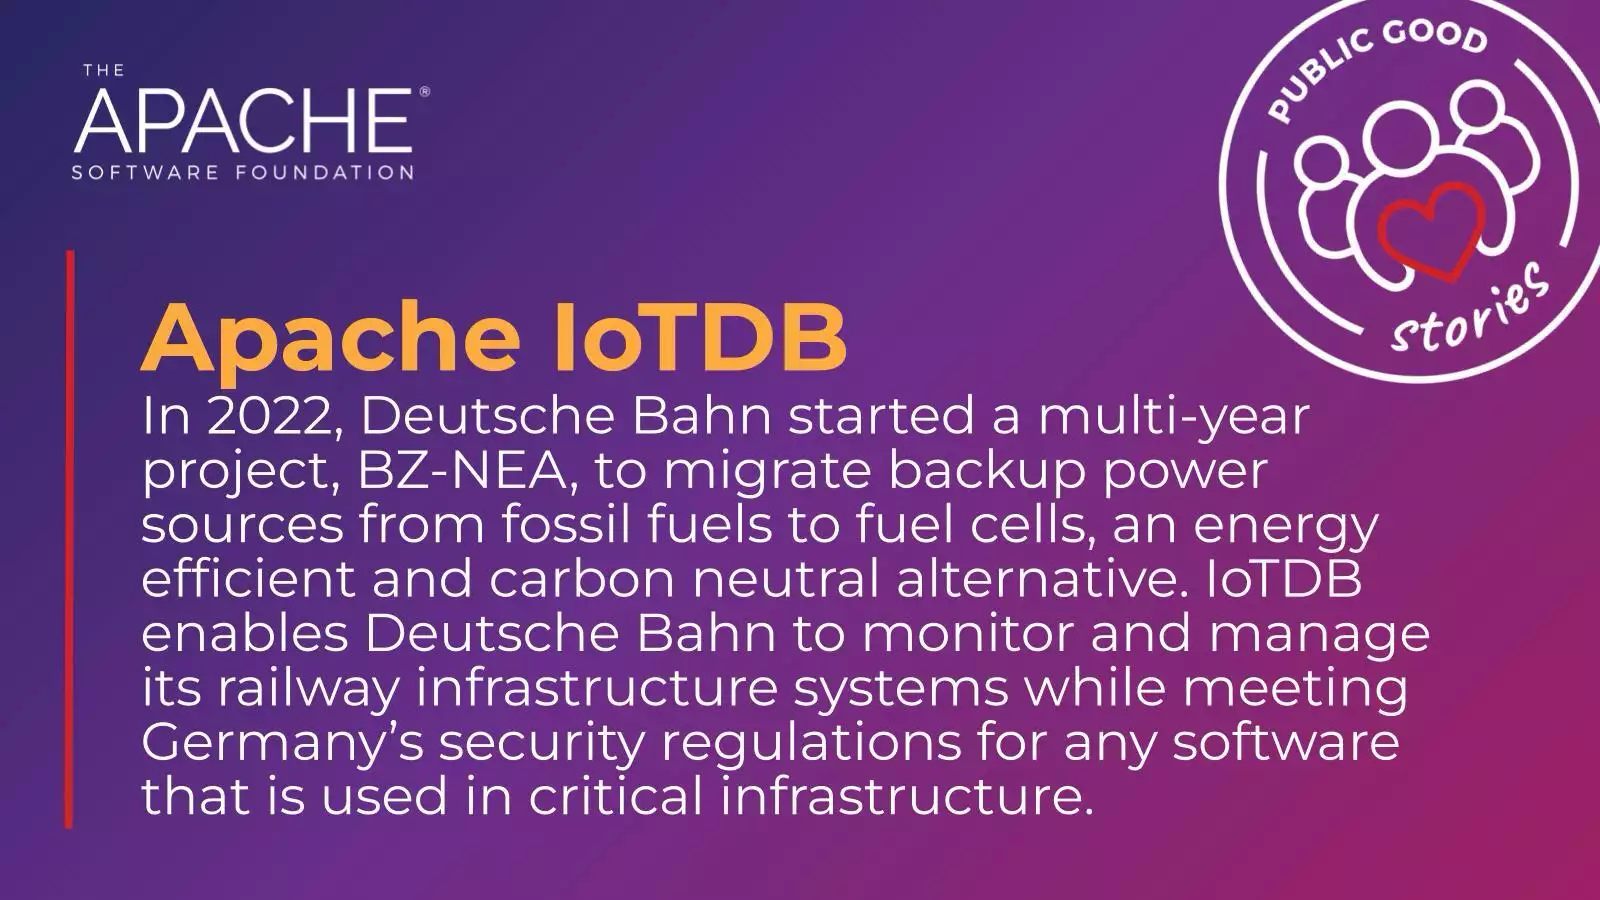 THE
APACHE®
SOFTWARE FOUNDATION
PUBLIC GOOD
stories
Apache IoTDB
In 2022, Deutsche Bahn started a multi-year
project, BZ-NEA, to migrate backup power
sources from fossil fuels to fuel cells, an energy
efficient and carbon neutral alternative. IoTDB
enables Deutsche Bahn to monitor and manage
its railway infrastructure systems while meeting
Germany’s security regulations for any software
that is used in critical infrastructure.